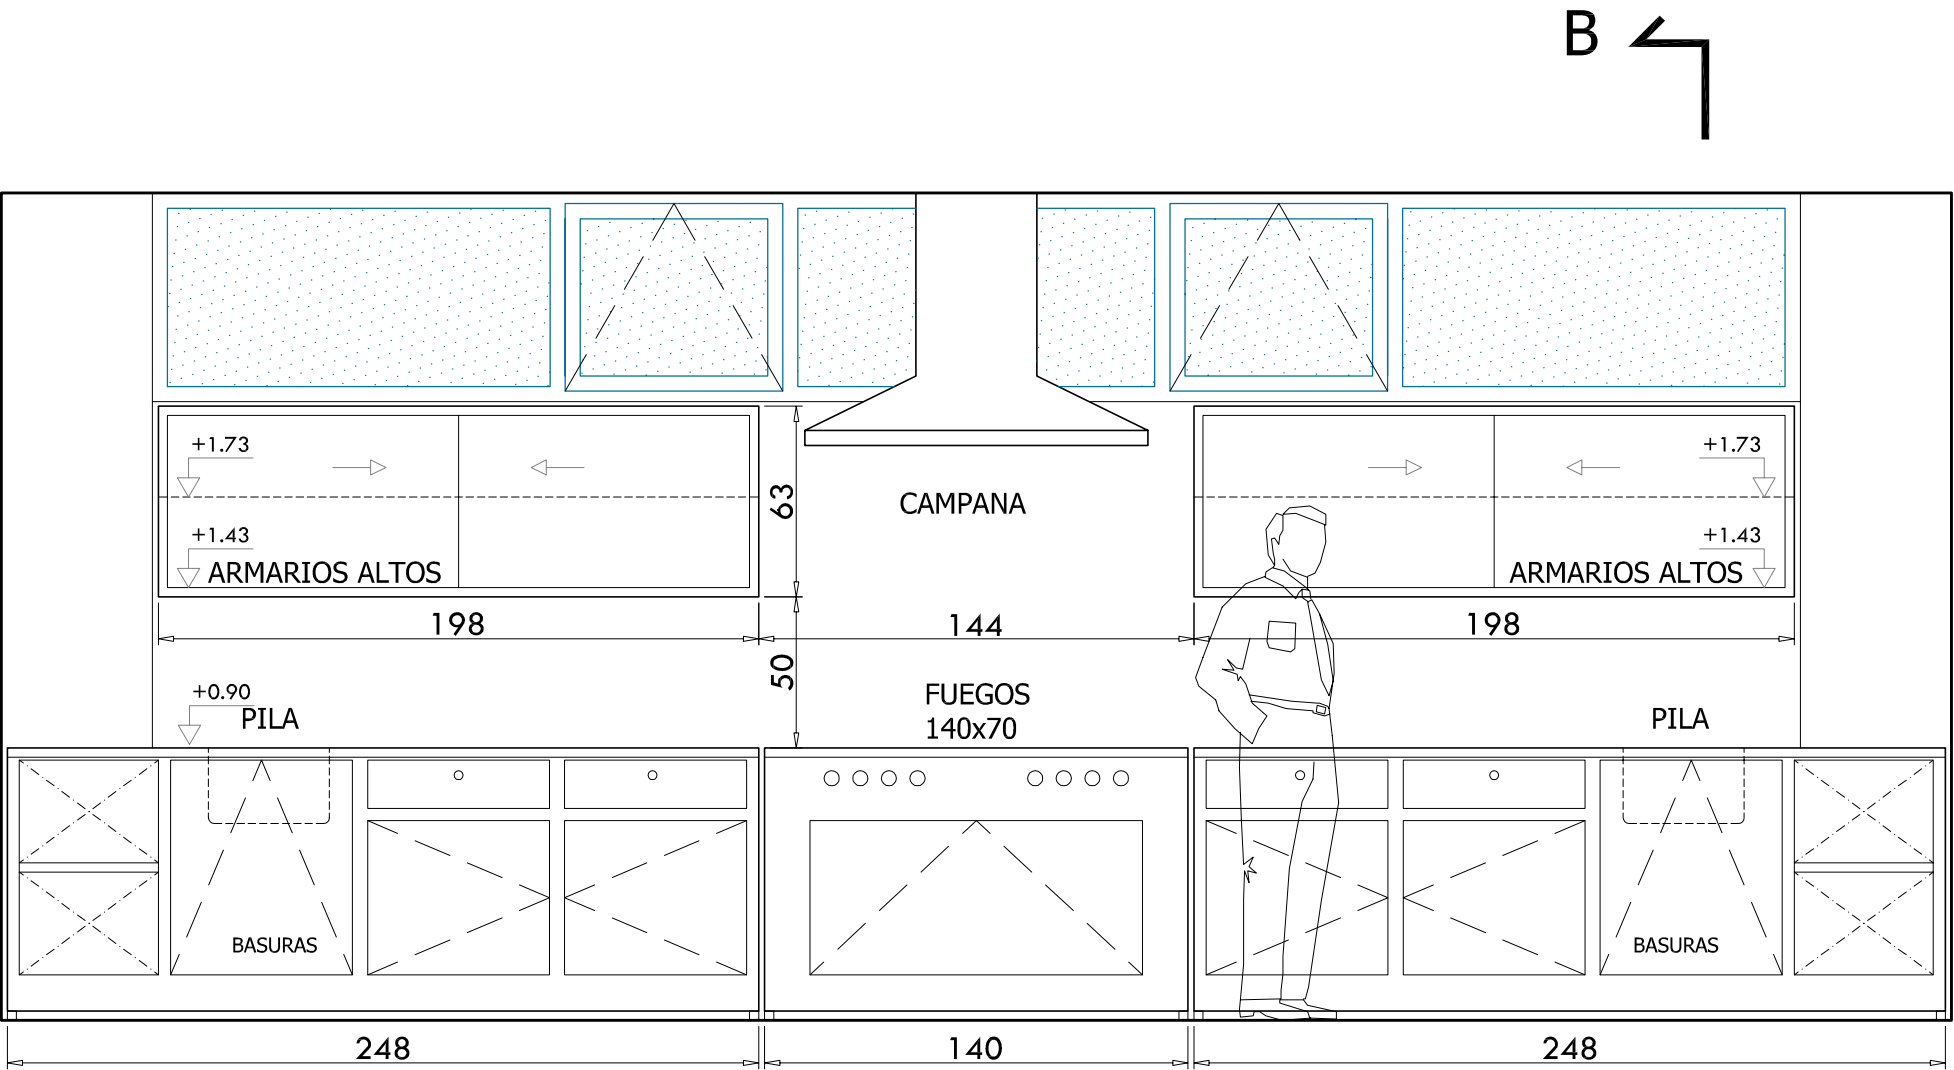 B
+1.73
+1.73
63
CAMPANA
+1.43
+1.43
ARMARIOS ALTOS
ARMARIOS ALTOS
198
144
198
50
+0.90
PILA
FUEGOS
140x70
PILA
BASURAS
BASURAS
248
140
248